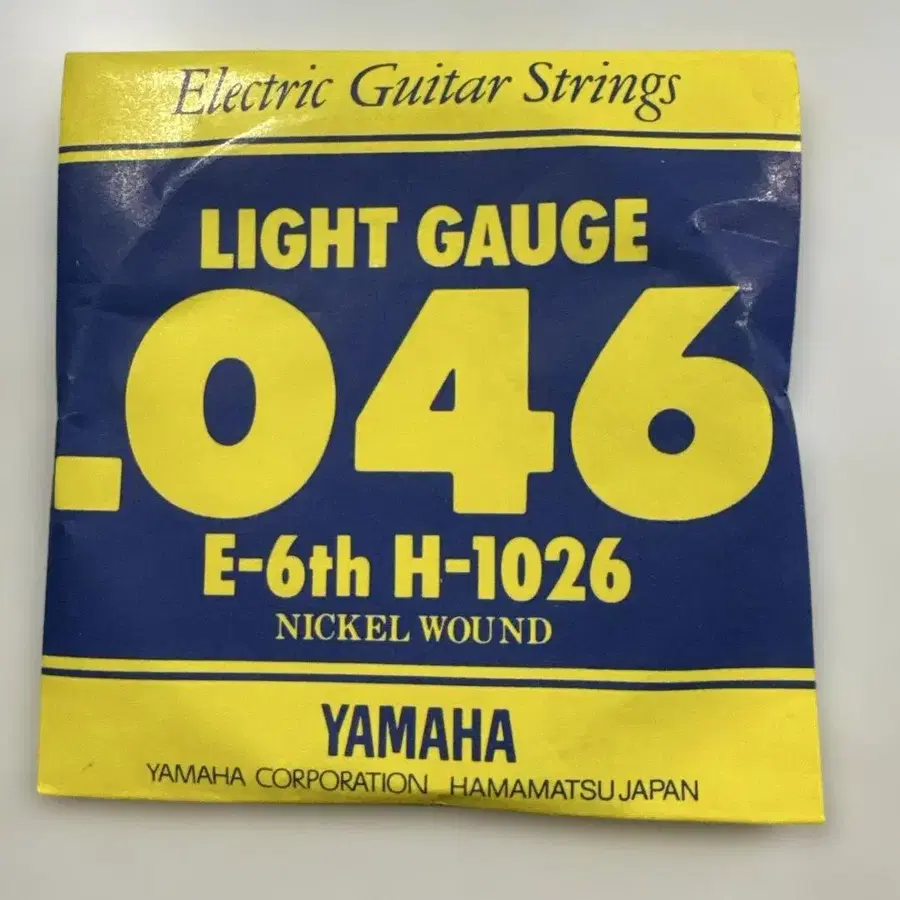 Electric Guitar Strings
LIGHT GAUGE
.046
E-6th H-1026
NICKEL WOUND
YAMAHA
YAMAHA CORPORATION HAMAMATSU JAPAN